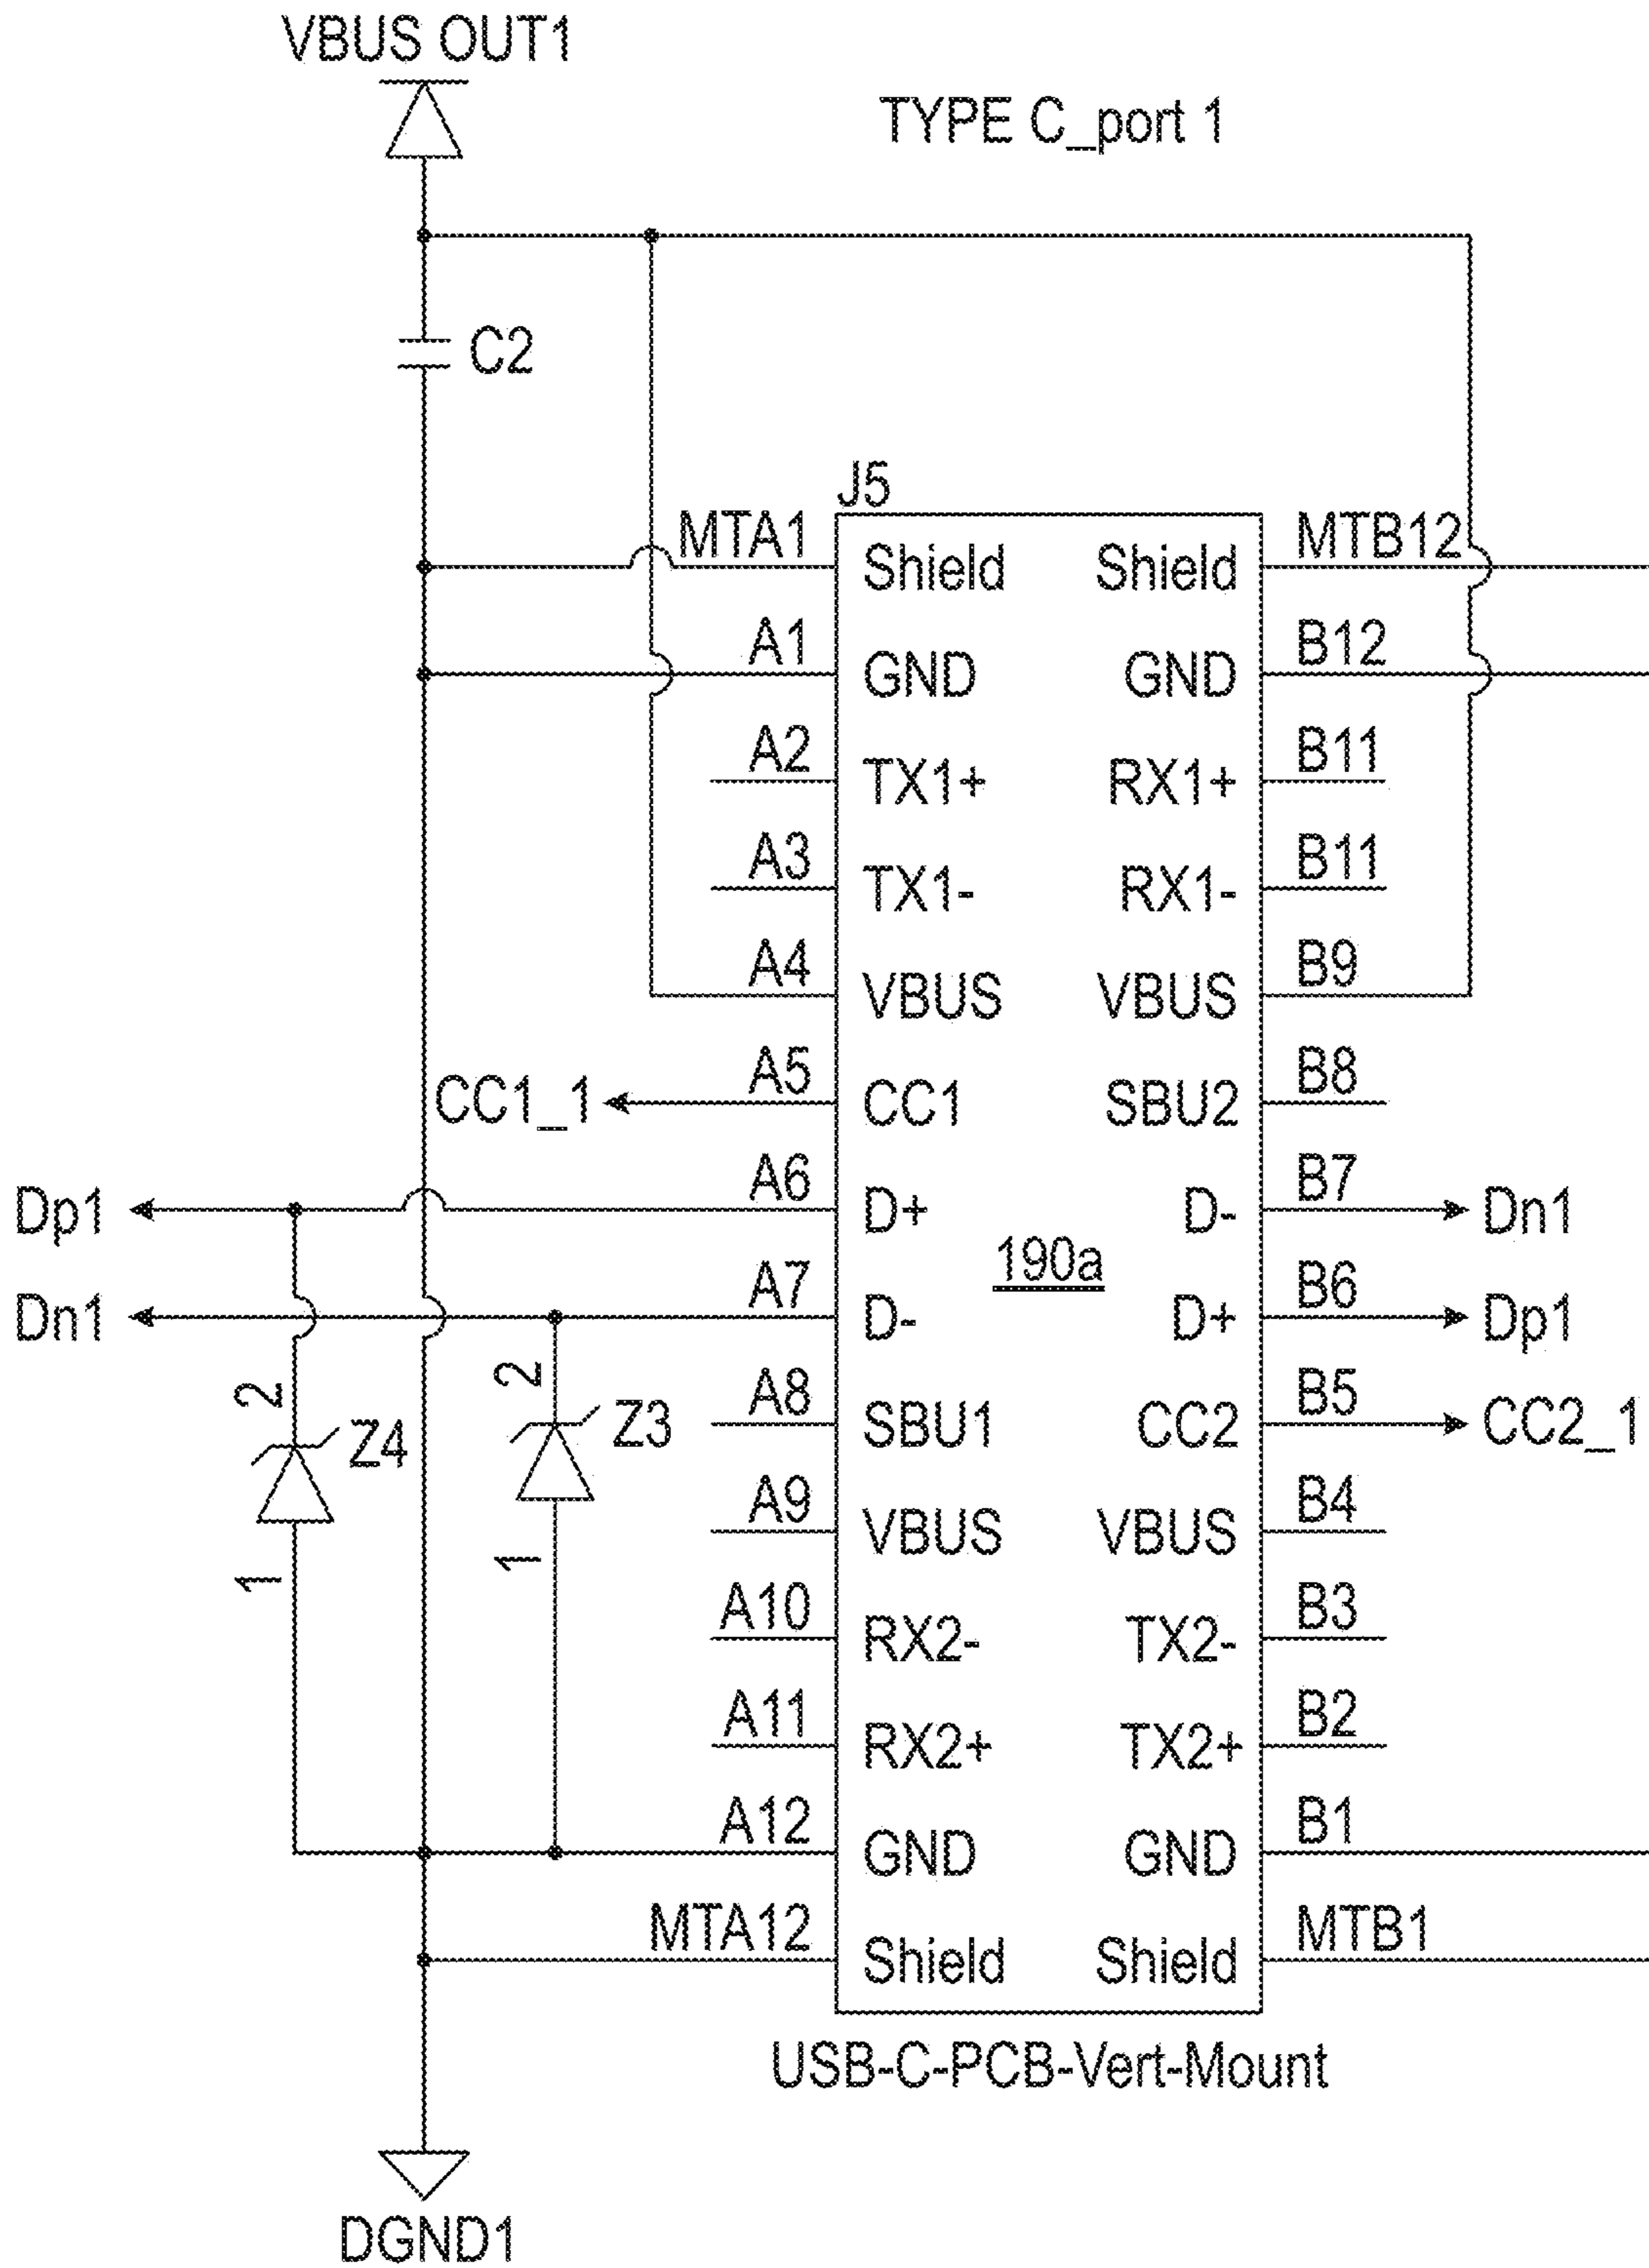 VBUS OUT1
TYPE C_port 1
C2
J5
MTA1 Shield Shield MTB12
A1 GND GND B12
A2 TX1+ RX1+ B11
A3 TX1- RX1- B11
A4 VBUS VBUS B9
CC1_1 A5 CC1 SBU2 B8
Dp1 A6 D+ D- B7 Dn1
190a
Dn1 A7 D- D+ B6 Dp1
2 Z4 2 Z3 A8 SBU1 CC2 B5 CC2_1
1 1 A9 VBUS VBUS B4
A10 RX2- TX2- B3
A11 RX2+ TX2+ B2
A12 GND GND B1
MTA12 Shield Shield MTB1
USB-C-PCB-Vert-Mount
DGND1